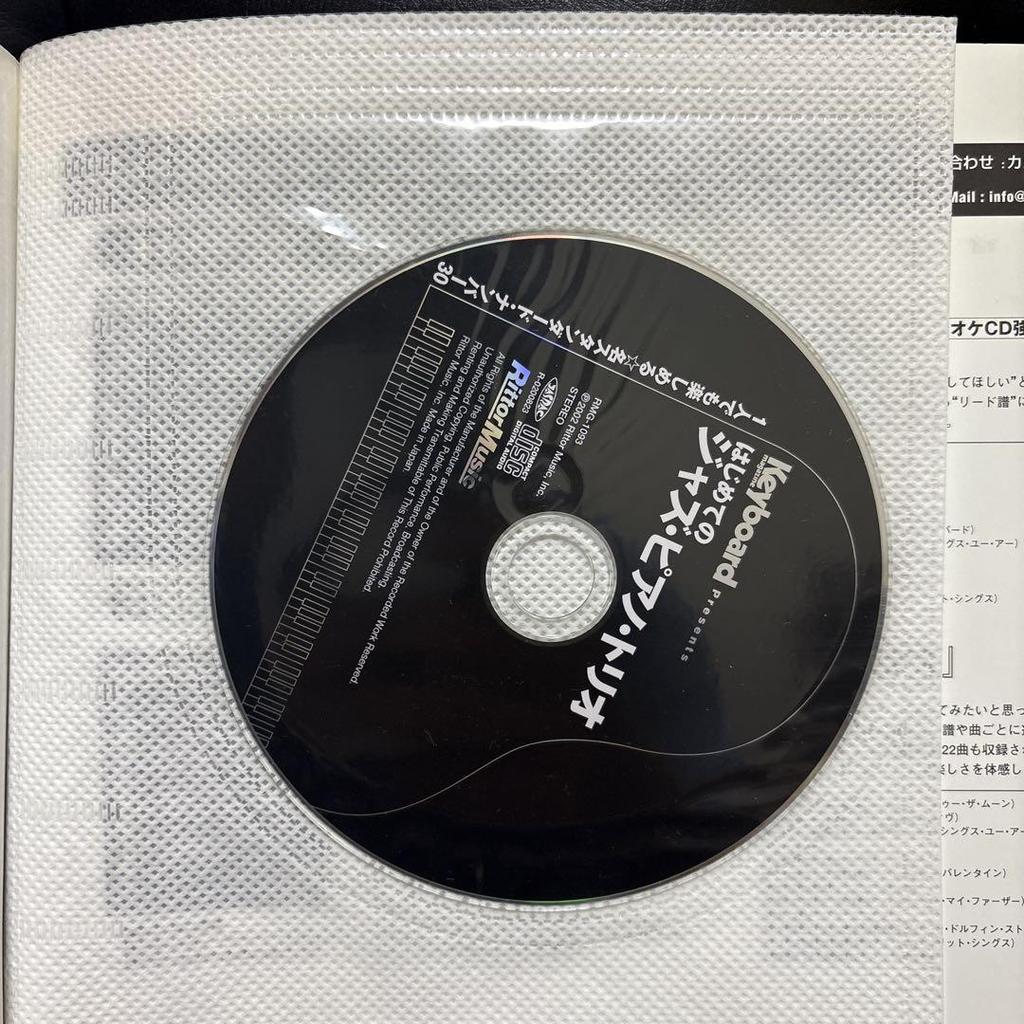 Keyboard magazine Presents
はじめての
ジャズ・ピアノ・トリオ
1人でも楽しめる☆名スタンダード・ナンバー30
RMG-1093
℗2002 Rittor Music, Inc.
STEREO
R-0200823
JASRAC
COMPACT
disc
DIGITAL AUDIO
Rittor Music
All Rights of the Manufacturer and of the Owner of the Recorded Work Reserved.
Unauthorized Copying, Public Performance, Broadcasting,
Renting and Making Transmittable of This Record Prohibited.
Rittor Music, Inc. Made in Japan.
合わせ：カ
Mail : info@
オケCD強
してほしい”と
“リード譜”に
バード）
グス・ユー・アー）
ト・シングス）
』
てみたいと思っ
譜や曲ごとに
22曲も収録さ
楽しさを体感し
ゥー・ザ・ムーン）
ヴ）
シングス・ユー・アー
バレンタイン）
・マイ・ファーザー）
・ドルフィン・スト
ット・シングス）